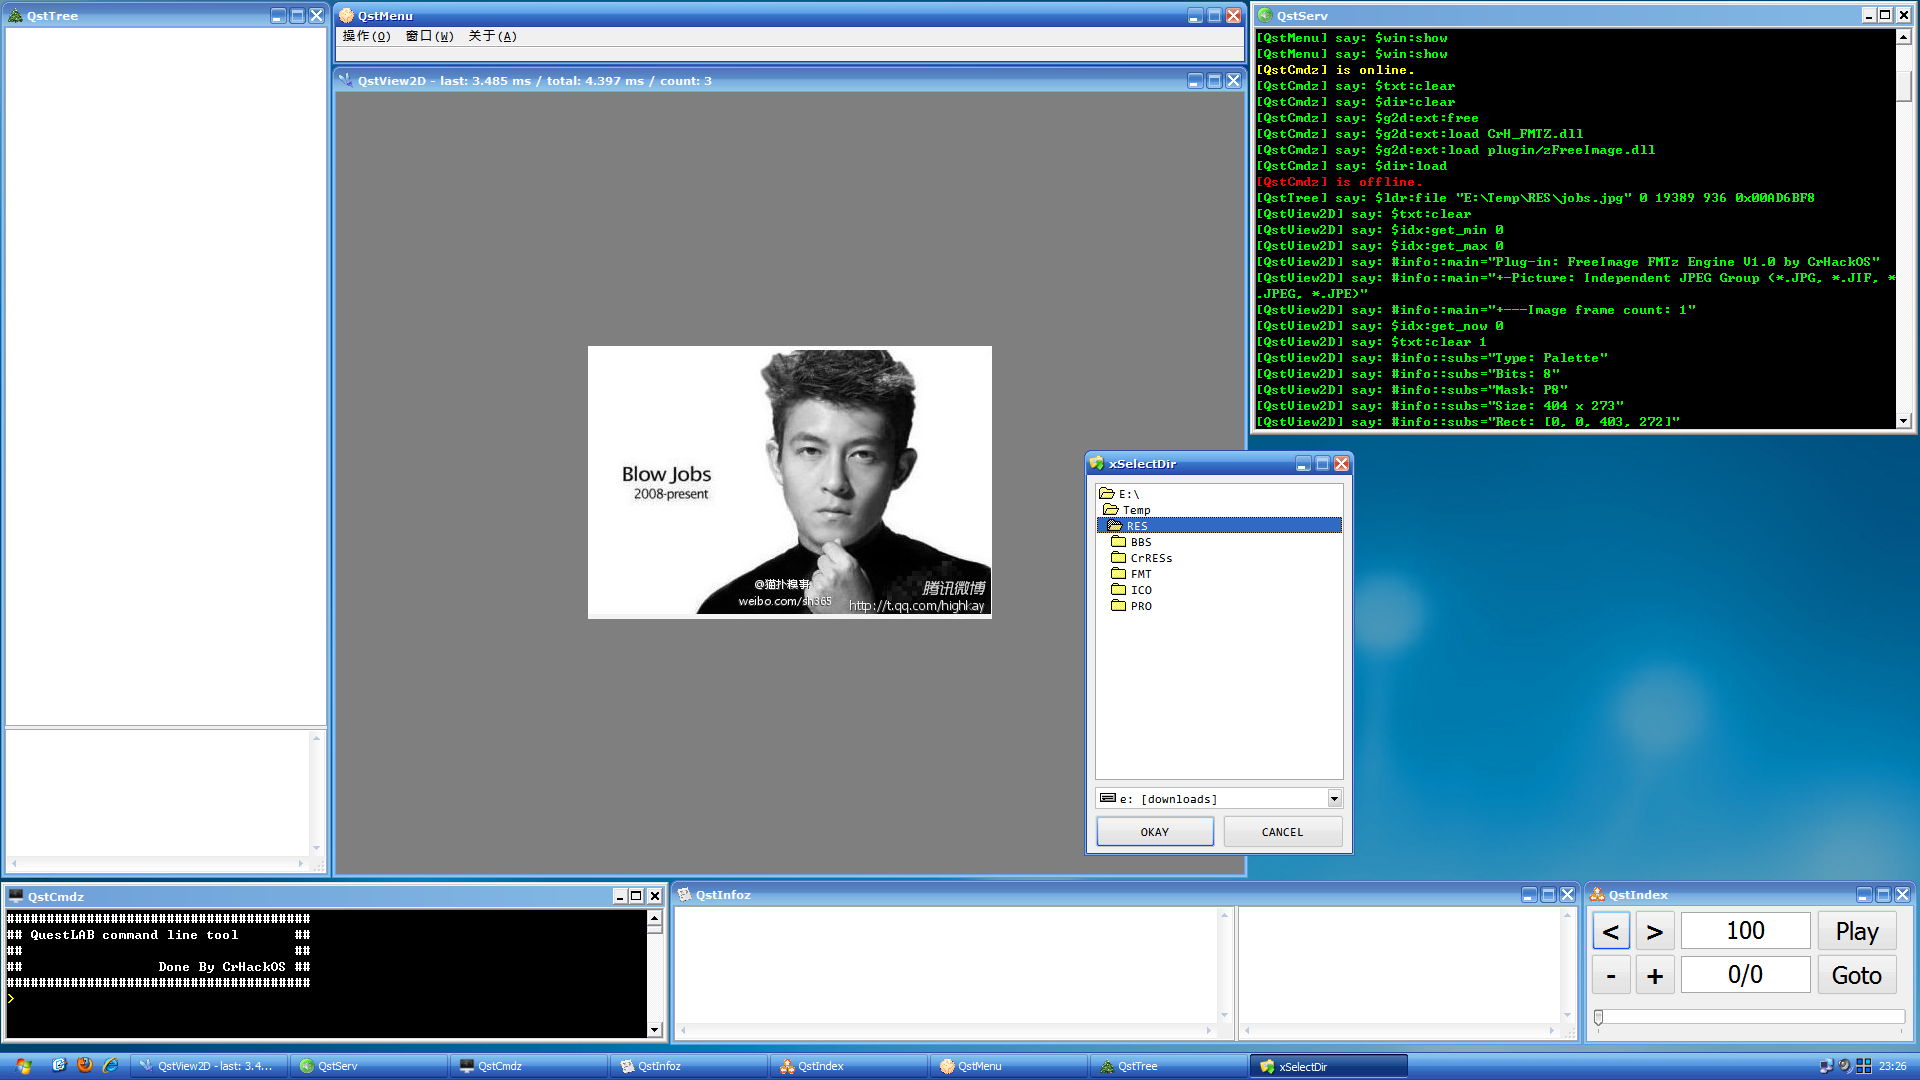 QstTree
QstMenu
操作(O) 窗口(W) 关于(A)
QstView2D - last: 3.485 ms / total: 4.397 ms / count: 3
Blow Jobs
2008-present
@猫扑糗事
weibo.com/sh365
腾讯微博
http://t.qq.com/highkay
QstServ
[QstMenu] say: $win:show
[QstMenu] say: $win:show
[QstCmdz] is online.
[QstCmdz] say: $txt:clear
[QstCmdz] say: $dir:clear
[QstCmdz] say: $g2d:ext:free
[QstCmdz] say: $g2d:ext:load CrH_FMTZ.dll
[QstCmdz] say: $g2d:ext:load plugin/zFreeImage.dll
[QstCmdz] say: $dir:load
[QstCmdz] is offline.
[QstTree] say: $ldr:file "E:\Temp\RES\jobs.jpg" 0 19389 936 0x00AD6BF8
[QstView2D] say: $txt:clear
[QstView2D] say: $idx:get_min 0
[QstView2D] say: $idx:get_max 0
[QstView2D] say: #info::main="Plug-in: FreeImage FMTz Engine V1.0 by CrHackOS"
[QstView2D] say: #info::main="+-Picture: Independent JPEG Group (*.JPG, *.JIF, *
.JPEG, *.JPE)"
[QstView2D] say: #info::main="+---Image frame count: 1"
[QstView2D] say: $idx:get_now 0
[QstView2D] say: $txt:clear 1
[QstView2D] say: #info::subs="Type: Palette"
[QstView2D] say: #info::subs="Bits: 8"
[QstView2D] say: #info::subs="Mask: P8"
[QstView2D] say: #info::subs="Size: 404 x 273"
[QstView2D] say: #info::subs="Rect: [0, 0, 403, 272]"
xSelectDir
E:\
Temp
RES
BBS
CrRESs
FMT
ICO
PRO
e: [downloads]
OKAY CANCEL
QstCmdz
######################################
## QuestLAB command line tool ##
## ##
## Done By CrHackOS ##
######################################
>
QstInfoz
QstIndex
< > 100 Play
- + 0/0 Goto
QstView2D - last: 3.4... QstServ QstCmdz QstInfoz QstIndex QstMenu QstTree xSelectDir 23:26